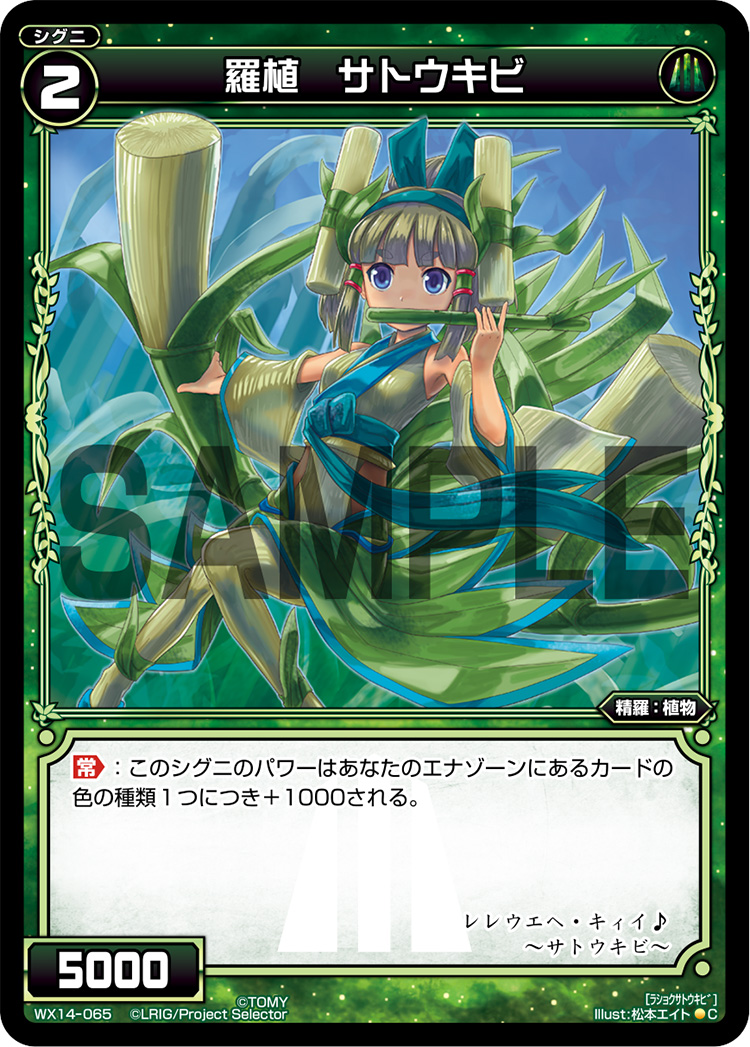 シグニ
2
羅植 サトウキビ
SAMPLE
精羅：植物
常：このシグニのパワーはあなたのエナゾーンにあるカードの
色の種類１つにつき＋1000される。
レレウエヘ・キィイ♪
～サトウキビ～
5000
©TOMY
[ラショクサトウキビ]
WX14-065 ©LRIG/Project Selector
Illust:松本エイト C